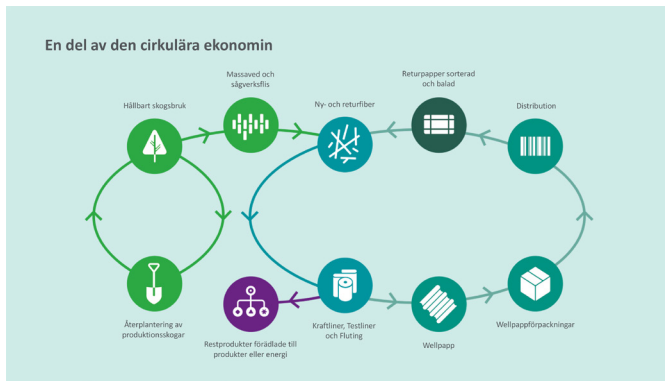 En del av den cirkulära ekonomin
Massaved och
sågverksflis
Returpapper sorterad
och balad
Hållbart skogsbruk
Ny- och returfiber
Distribution
Återplantering av
produktionsskogar
Restprodukter förädlade till
produkter eller energi
Kraftliner, Testliner
och Fluting
Wellpapp
Wellpappförpackningar